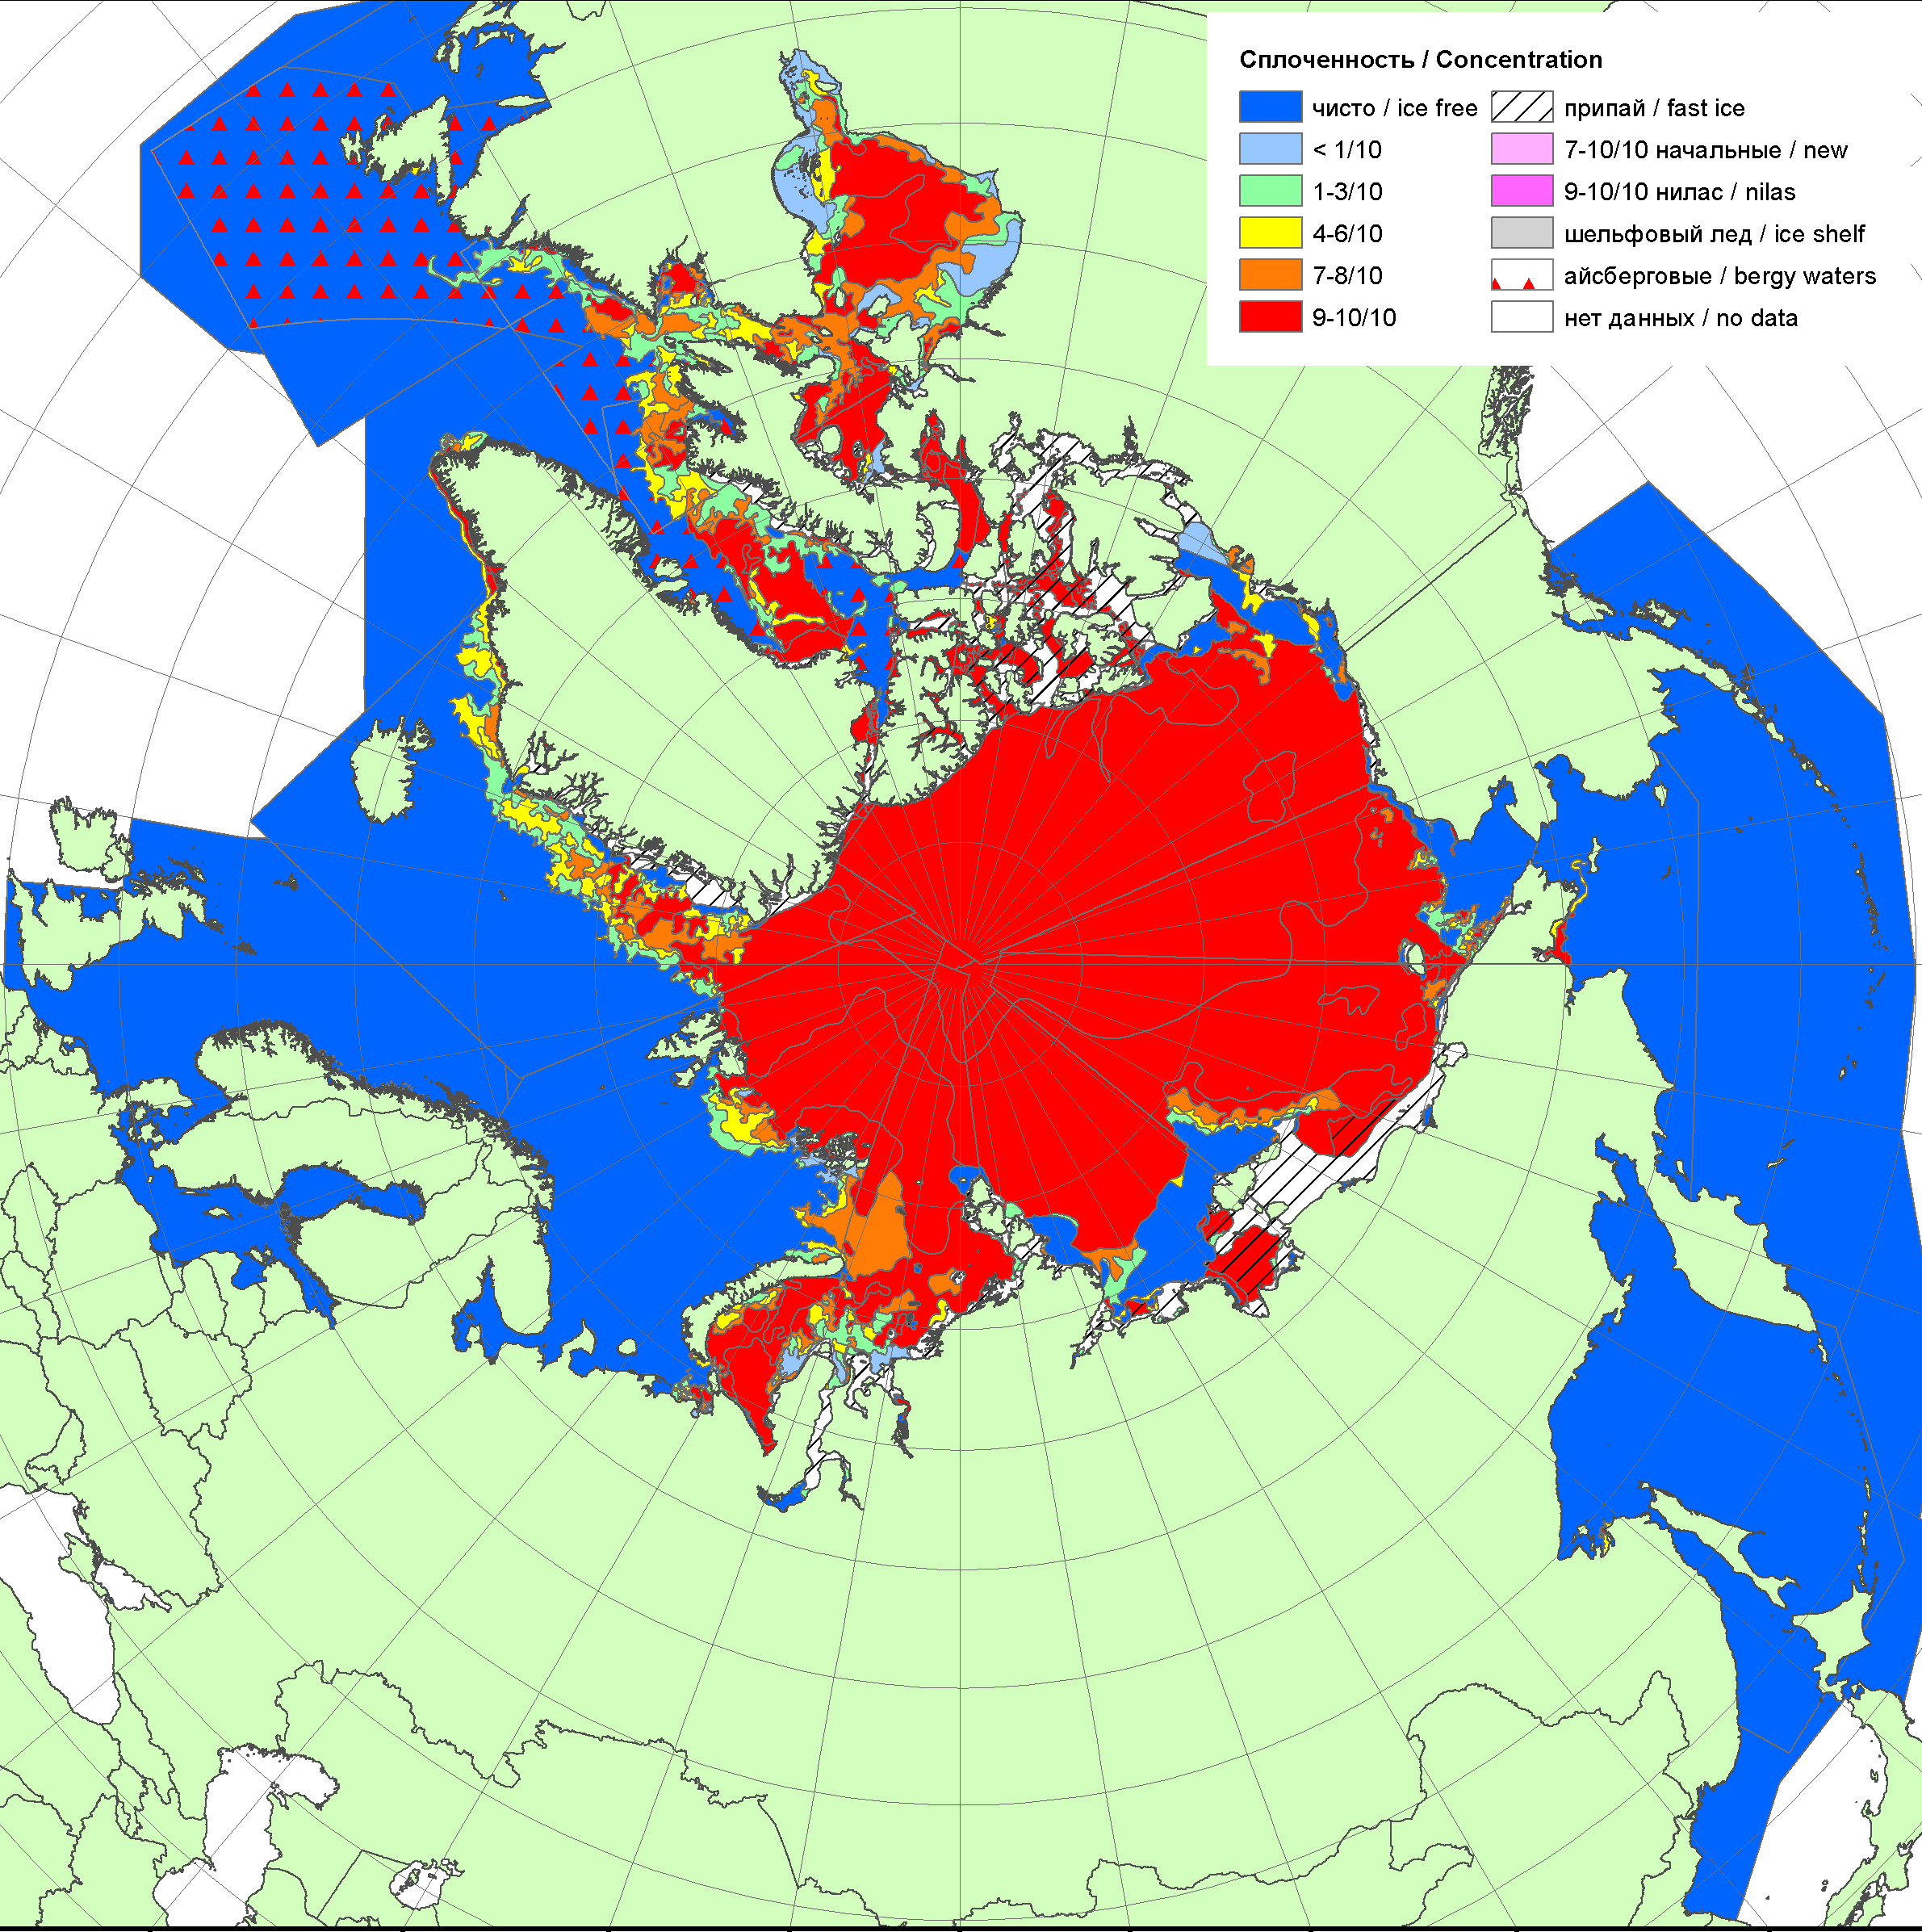 Сплоченность / Concentration
чисто / ice free
припай / fast ice
< 1/10
7-10/10 начальные / new
1-3/10
9-10/10 нилас / nilas
4-6/10
шельфовый лед / ice shelf
7-8/10
айсберговые / bergy waters
9-10/10
нет данных / no data